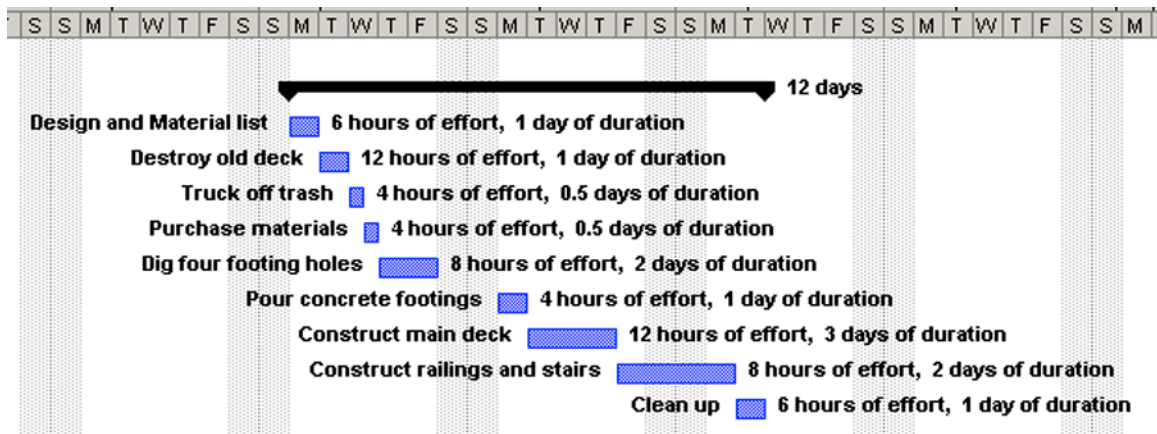 S S M T W T F S S M T W T F S S M T W T F S S M T W T F S S M T W T F S S M
12 days
Design and Material list 6 hours of effort, 1 day of duration
Destroy old deck 12 hours of effort, 1 day of duration
Truck off trash 4 hours of effort, 0.5 days of duration
Purchase materials 4 hours of effort, 0.5 days of duration
Dig four footing holes 8 hours of effort, 2 days of duration
Pour concrete footings 4 hours of effort, 1 day of duration
Construct main deck 12 hours of effort, 3 days of duration
Construct railings and stairs 8 hours of effort, 2 days of duration
Clean up 6 hours of effort, 1 day of duration